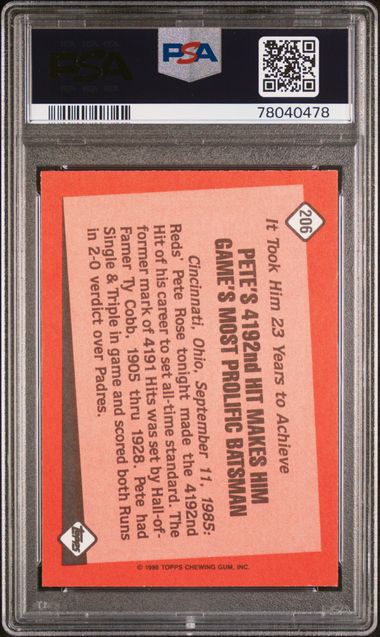 PSA
PSA
78040478
206
It Took Him 23 Years to Achieve
PETE'S 4192nd HIT MAKES HIM
GAME'S MOST PROLIFIC BATSMAN
Cincinnati, Ohio, September 11, 1985:
Reds' Pete Rose tonight made the 4192nd
Hit of his career to set all-time standard. The
former mark of 4191 Hits was set by Hall-of-
Famer Ty Cobb, 1905 thru 1928. Pete had
Single & Triple in game and scored both Runs
in 2-0 verdict over Padres.
Topps
© 1986 TOPPS CHEWING GUM, INC.